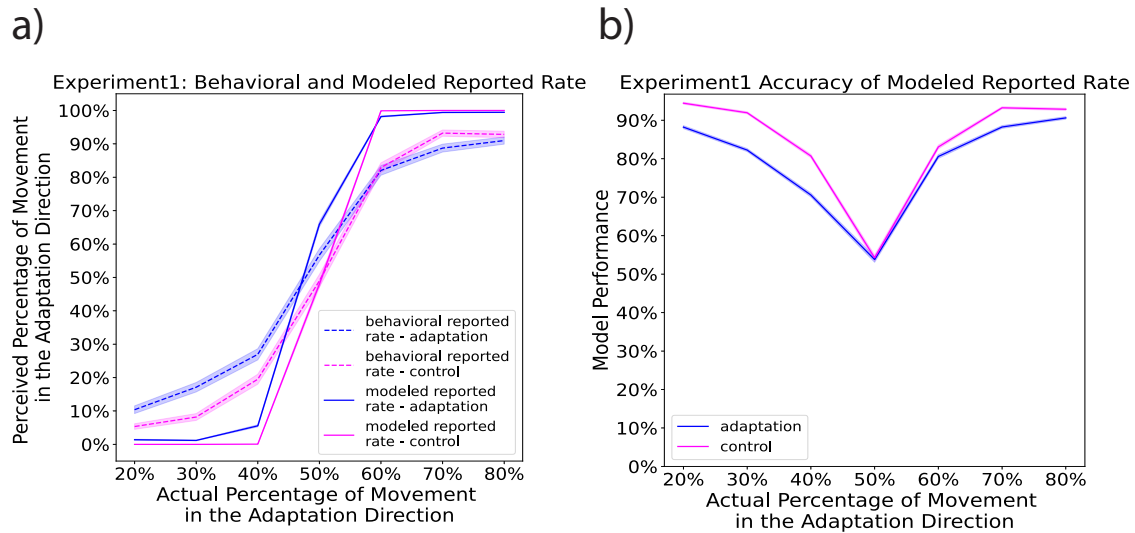 a)
Experiment1: Behavioral and Modeled Reported Rate
Perceived Percentage of Movement
in the Adaptation Direction
100%
90%
80%
70%
60%
50%
40%
30%
20%
10%
0%
behavioral reported
rate - adaptation
behavioral reported
rate - control
modeled reported
rate - adaptation
modeled reported
rate - control
20% 30% 40% 50% 60% 70% 80%
Actual Percentage of Movement
in the Adaptation Direction
b)
Experiment1 Accuracy of Modeled Reported Rate
Model Performance
90%
80%
70%
60%
50%
40%
30%
20%
10%
0%
adaptation
control
20% 30% 40% 50% 60% 70% 80%
Actual Percentage of Movement
in the Adaptation Direction